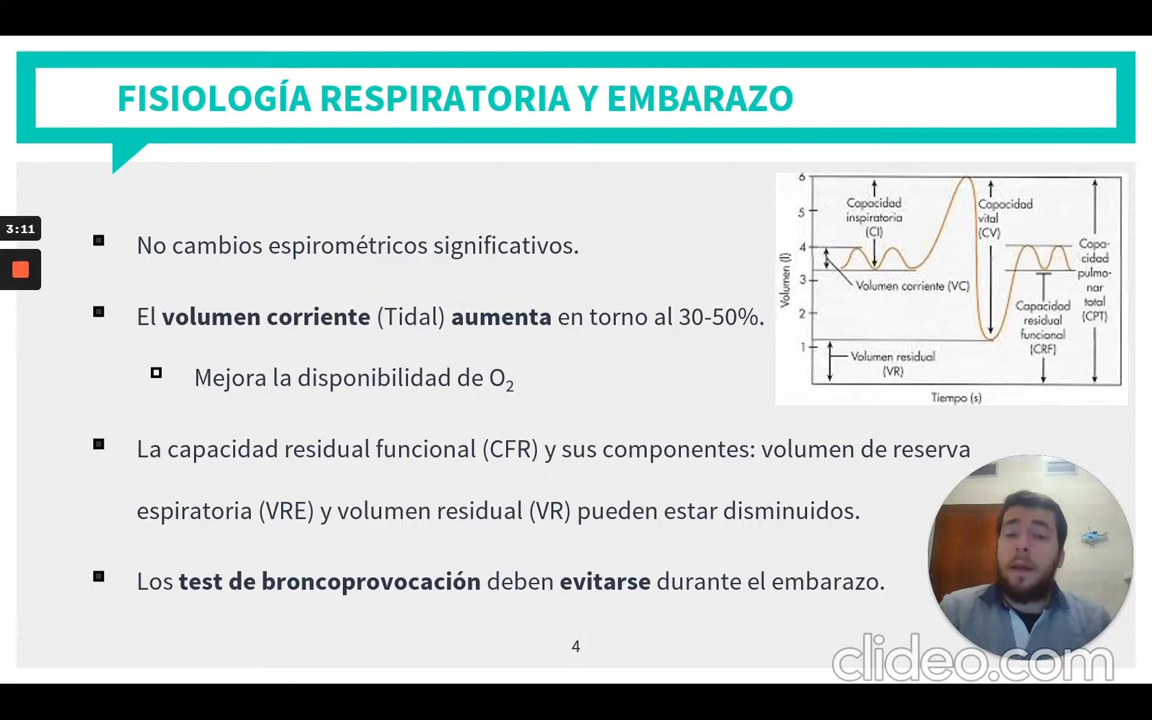 FISIOLOGÍA RESPIRATORIA Y EMBARAZO
3:11
No cambios espirométricos significativos.
El volumen corriente (Tidal) aumenta en torno al 30-50%.
Mejora la disponibilidad de O₂
La capacidad residual funcional (CFR) y sus componentes: volumen de reserva
espiratoria (VRE) y volumen residual (VR) pueden estar disminuidos.
Los test de broncoprovocación deben evitarse durante el embarazo.
6
5
4
3
2
1
Volumen (l)
Capacidad
inspiratoria
(CI)
Capacidad
vital
(CV)
Volumen corriente (VC)
Capa-
cidad
pulmo-
nar
total
(CPT)
Capacidad
residual
funcional
(CRF)
Volumen residual
(VR)
Tiempo (s)
4
clideo.com